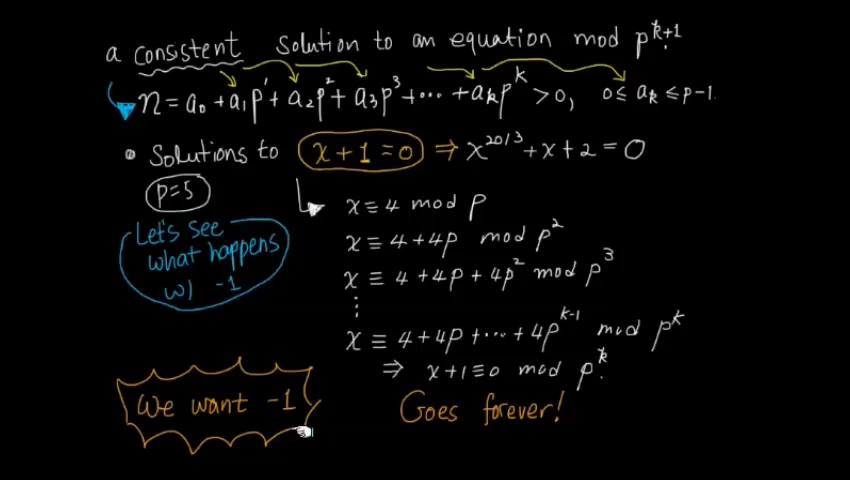 a consistent solution to an equation mod p^{k+1}.
n = a₀ + a₁p¹ + a₂p² + a₃p³ + ... + aₖp^k > 0, 0 ≤ aₖ ≤ p-1.
• Solutions to x+1=0 ⇒ x^{2013} + x + 2 = 0
p=5
x ≡ 4 mod p
Let's see
what happens
w/ -1
x ≡ 4+4p mod p²
x ≡ 4+4p+4p² mod p³
⋮
x ≡ 4+4p+...+4p^{k-1} mod p^k
⇒ x+1≡0 mod p^k.
We want -1
Goes forever!